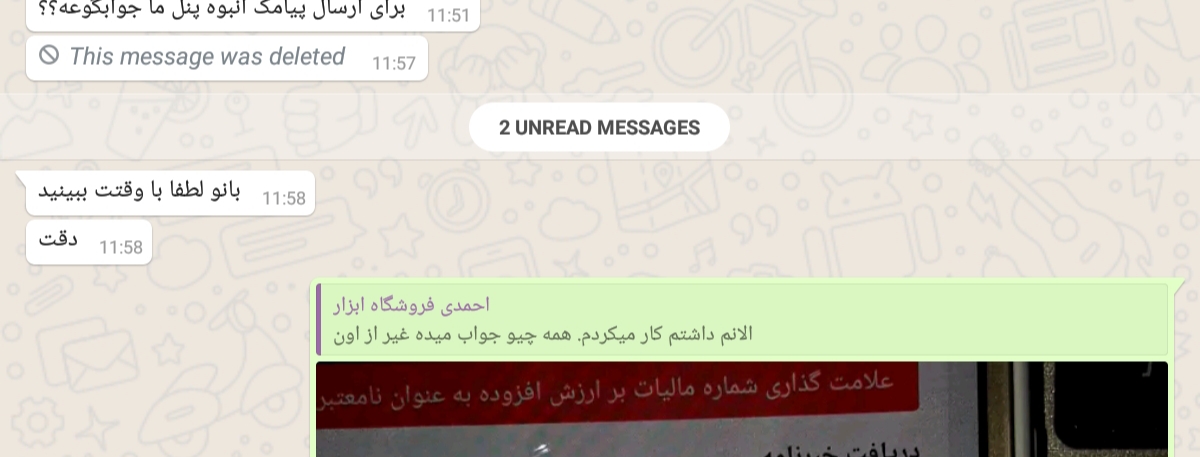 برای ارسال پیامک انبوه پنل ما جوابگوعه؟؟
11:51
This message was deleted
11:57
2 UNREAD MESSAGES
بانو لطفا با وقتت ببینید
11:58
دقت
11:58
احمدی فروشگاه ابزار
الانم داشتم کار میکردم. همه چیو جواب میده غیر از اون
علامت گذاری شماره مالیات بر ارزش افزوده به عنوان نامعتبر
دریافت خبرنامه